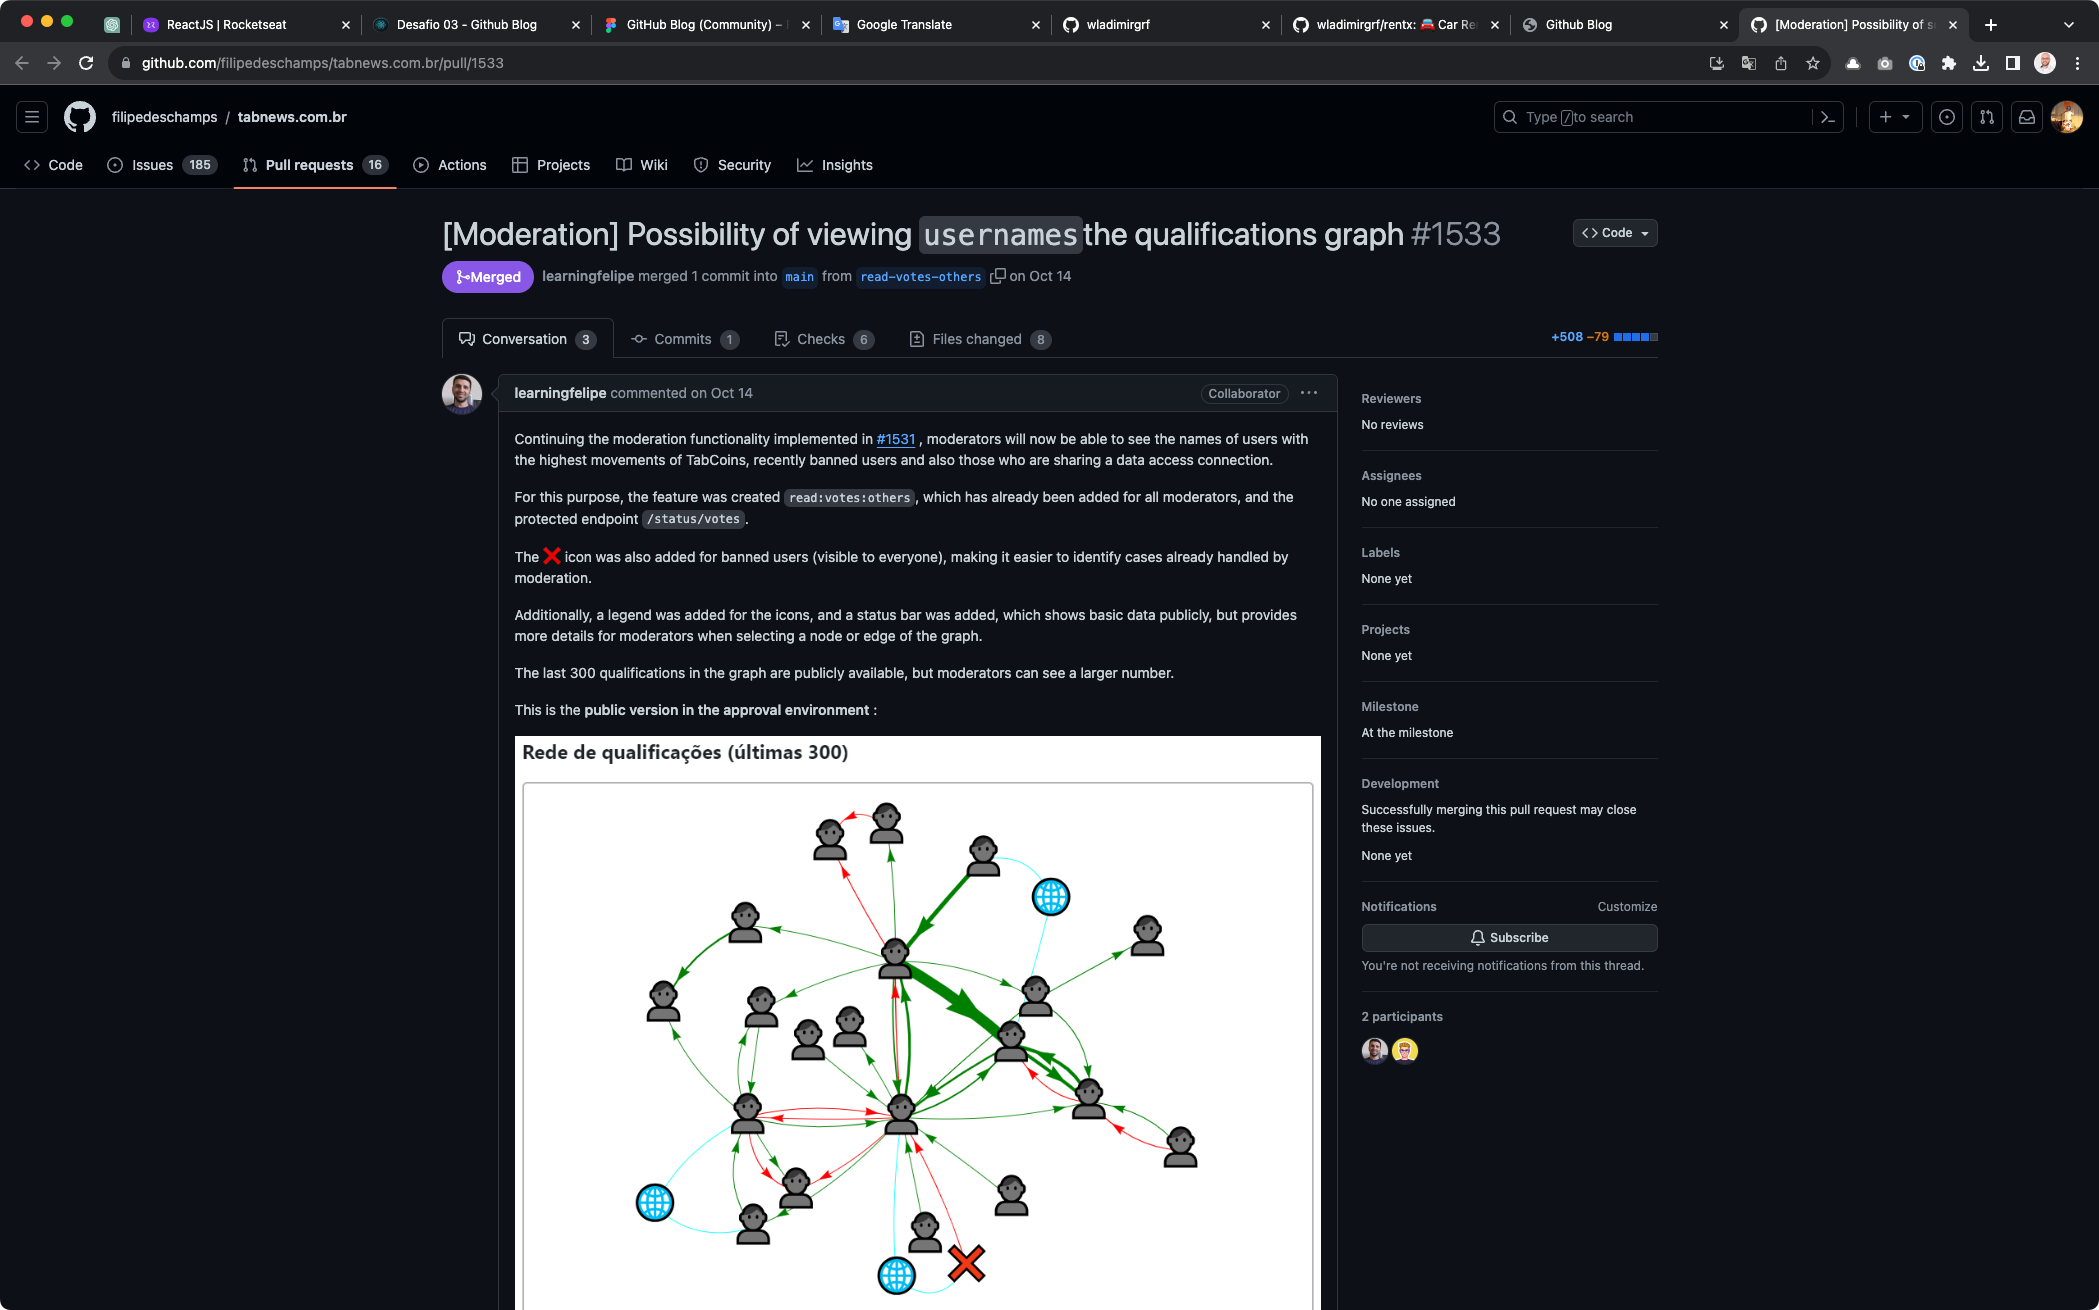 ReactJS | Rocketseat
Desafio 03 - Github Blog
GitHub Blog (Community) –
Google Translate
wladimirgrf
wladimirgrf/rentx: 🚘 Car Re
Github Blog
[Moderation] Possibility of s
github.com/filipedeschamps/tabnews.com.br/pull/1533
filipedeschamps / tabnews.com.br
Type / to search
Code
Issues 185
Pull requests 16
Actions
Projects
Wiki
Security
Insights
[Moderation] Possibility of viewing usernames the qualifications graph #1533
Code
Merged
learningfelipe merged 1 commit into main from read-votes-others on Oct 14
Conversation 3
Commits 1
Checks 6
Files changed 8
+508 −79
learningfelipe commented on Oct 14
Collaborator
Continuing the moderation functionality implemented in #1531 , moderators will now be able to see the names of users with
the highest movements of TabCoins, recently banned users and also those who are sharing a data access connection.
For this purpose, the feature was created read:votes:others, which has already been added for all moderators, and the
protected endpoint /status/votes.
The ❌ icon was also added for banned users (visible to everyone), making it easier to identify cases already handled by
moderation.
Additionally, a legend was added for the icons, and a status bar was added, which shows basic data publicly, but provides
more details for moderators when selecting a node or edge of the graph.
The last 300 qualifications in the graph are publicly available, but moderators can see a larger number.
This is the public version in the approval environment :
Rede de qualificações (últimas 300)
Reviewers
No reviews
Assignees
No one assigned
Labels
None yet
Projects
None yet
Milestone
At the milestone
Development
Successfully merging this pull request may close
these issues.
None yet
Notifications
Customize
Subscribe
You're not receiving notifications from this thread.
2 participants